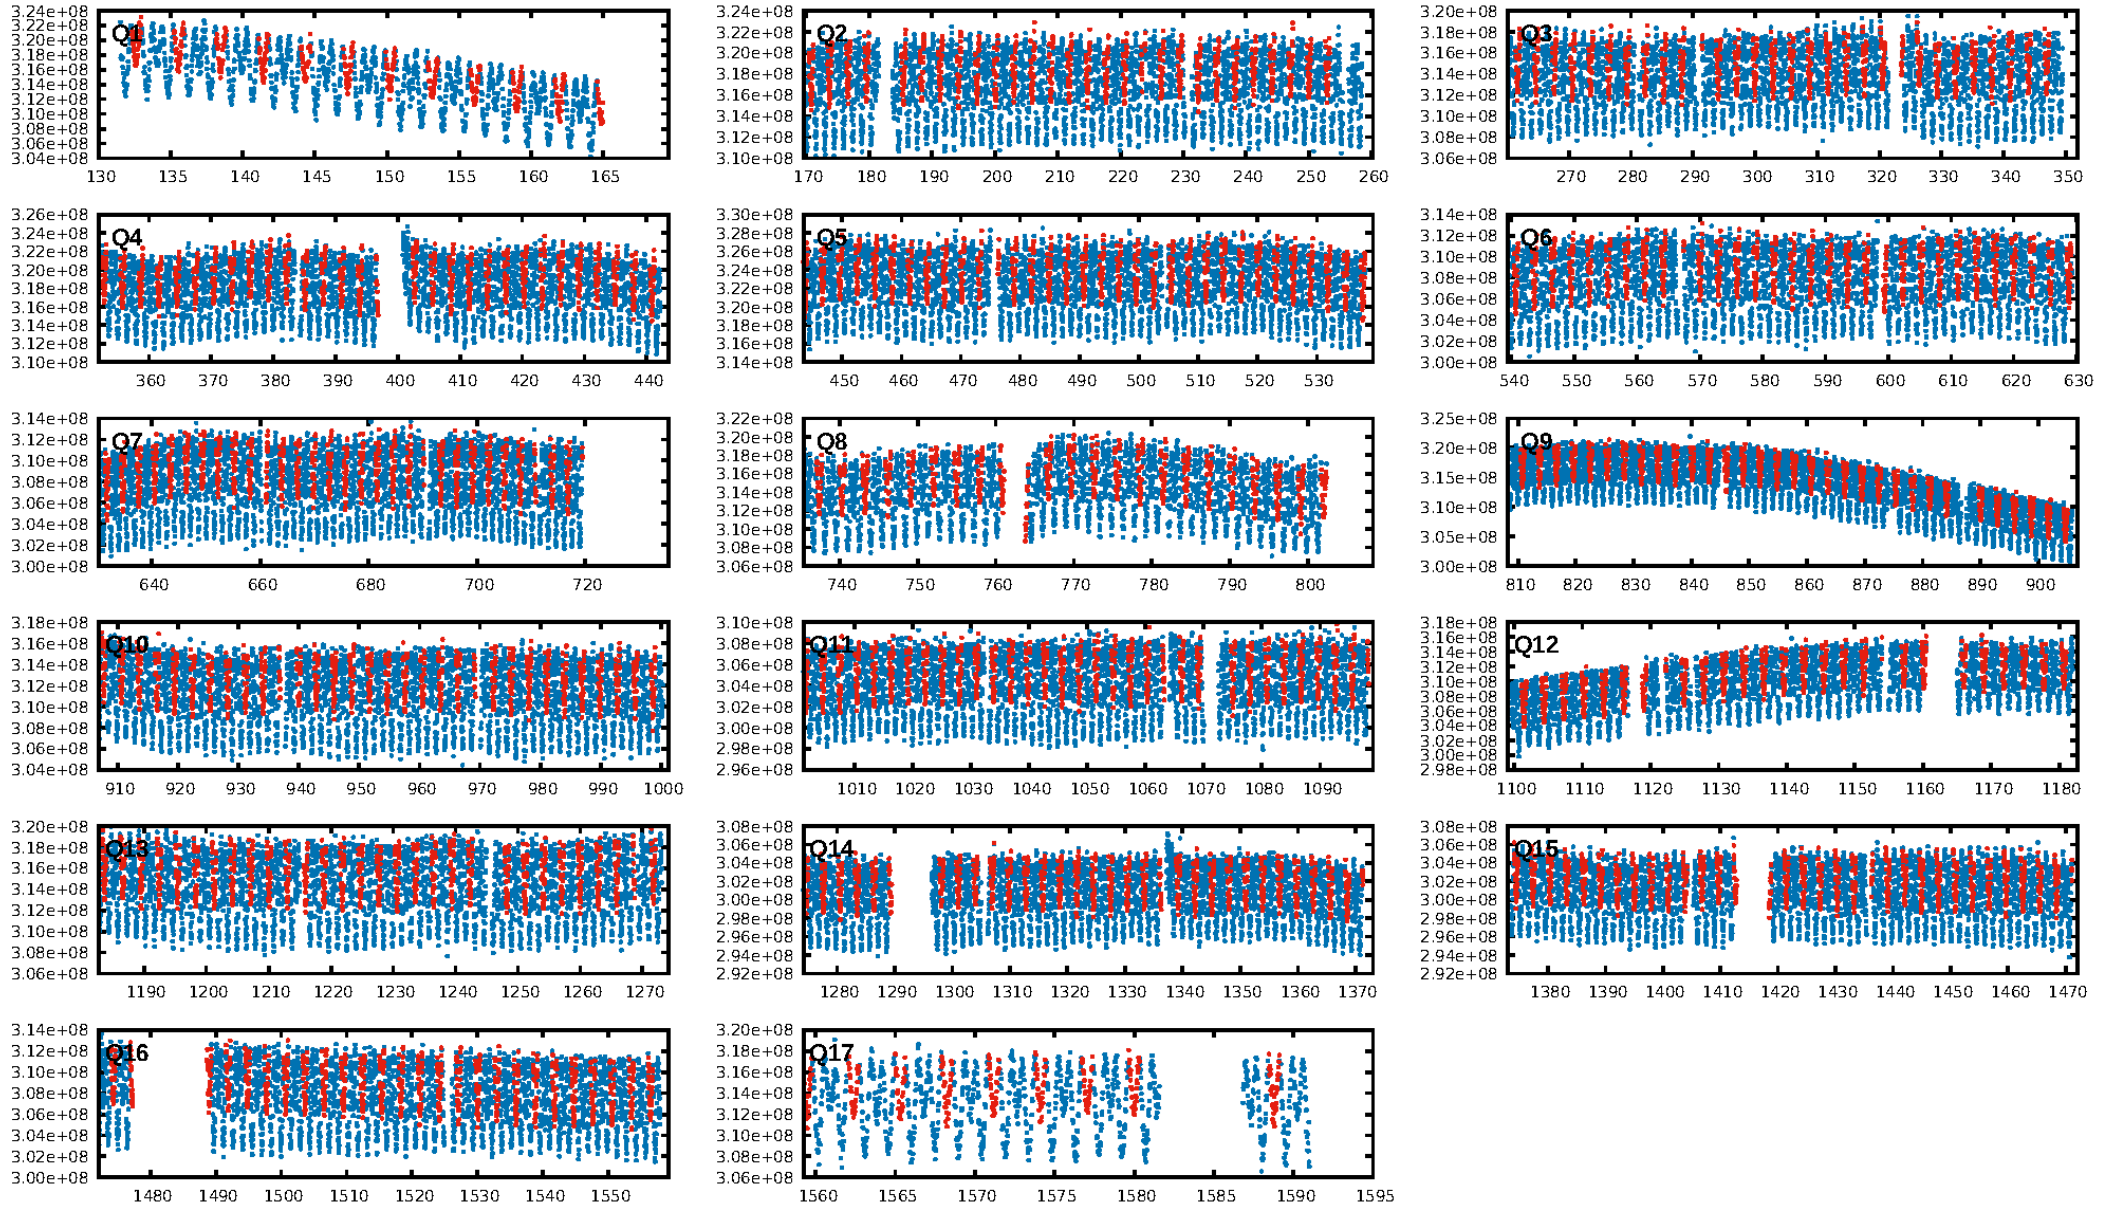 3.24e+08
3.22e+08
3.20e+08
3.18e+08
3.16e+08
3.14e+08
3.12e+08
3.10e+08
3.08e+08
3.06e+08
3.04e+08
Q1
130 135 140 145 150 155 160 165
3.24e+08
3.22e+08
3.20e+08
3.18e+08
3.16e+08
3.14e+08
3.12e+08
3.10e+08
Q2
170 180 190 200 210 220 230 240 250 260
3.20e+08
3.18e+08
3.16e+08
3.14e+08
3.12e+08
3.10e+08
3.08e+08
3.06e+08
Q3
270 280 290 300 310 320 330 340 350
3.26e+08
3.24e+08
3.22e+08
3.20e+08
3.18e+08
3.16e+08
3.14e+08
3.12e+08
3.10e+08
Q4
360 370 380 390 400 410 420 430 440
3.30e+08
3.28e+08
3.26e+08
3.24e+08
3.22e+08
3.20e+08
3.18e+08
3.16e+08
3.14e+08
Q5
450 460 470 480 490 500 510 520 530
3.14e+08
3.12e+08
3.10e+08
3.08e+08
3.06e+08
3.04e+08
3.02e+08
3.00e+08
Q6
540 550 560 570 580 590 600 610 620 630
3.14e+08
3.12e+08
3.10e+08
3.08e+08
3.06e+08
3.04e+08
3.02e+08
3.00e+08
Q7
640 660 680 700 720
3.22e+08
3.20e+08
3.18e+08
3.16e+08
3.14e+08
3.12e+08
3.10e+08
3.08e+08
3.06e+08
Q8
740 750 760 770 780 790 800
3.25e+08
3.20e+08
3.15e+08
3.10e+08
3.05e+08
3.00e+08
Q9
810 820 830 840 850 860 870 880 890 900
3.18e+08
3.16e+08
3.14e+08
3.12e+08
3.10e+08
3.08e+08
3.06e+08
3.04e+08
Q10
910 920 930 940 950 960 970 980 990 1000
3.10e+08
3.08e+08
3.06e+08
3.04e+08
3.02e+08
3.00e+08
2.98e+08
2.96e+08
Q11
1010 1020 1030 1040 1050 1060 1070 1080 1090
3.18e+08
3.16e+08
3.14e+08
3.12e+08
3.10e+08
3.08e+08
3.06e+08
3.04e+08
3.02e+08
3.00e+08
2.98e+08
Q12
1100 1110 1120 1130 1140 1150 1160 1170 1180
3.20e+08
3.18e+08
3.16e+08
3.14e+08
3.12e+08
3.10e+08
3.08e+08
3.06e+08
Q13
1190 1200 1210 1220 1230 1240 1250 1260 1270
3.08e+08
3.06e+08
3.04e+08
3.02e+08
3.00e+08
2.98e+08
2.96e+08
2.94e+08
2.92e+08
Q14
1280 1290 1300 1310 1320 1330 1340 1350 1360 1370
3.08e+08
3.06e+08
3.04e+08
3.02e+08
3.00e+08
2.98e+08
2.96e+08
2.94e+08
2.92e+08
Q15
1380 1390 1400 1410 1420 1430 1440 1450 1460 1470
3.14e+08
3.12e+08
3.10e+08
3.08e+08
3.06e+08
3.04e+08
3.02e+08
3.00e+08
Q16
1480 1490 1500 1510 1520 1530 1540 1550
3.20e+08
3.18e+08
3.16e+08
3.14e+08
3.12e+08
3.10e+08
3.08e+08
3.06e+08
Q17
1560 1565 1570 1575 1580 1585 1590 1595